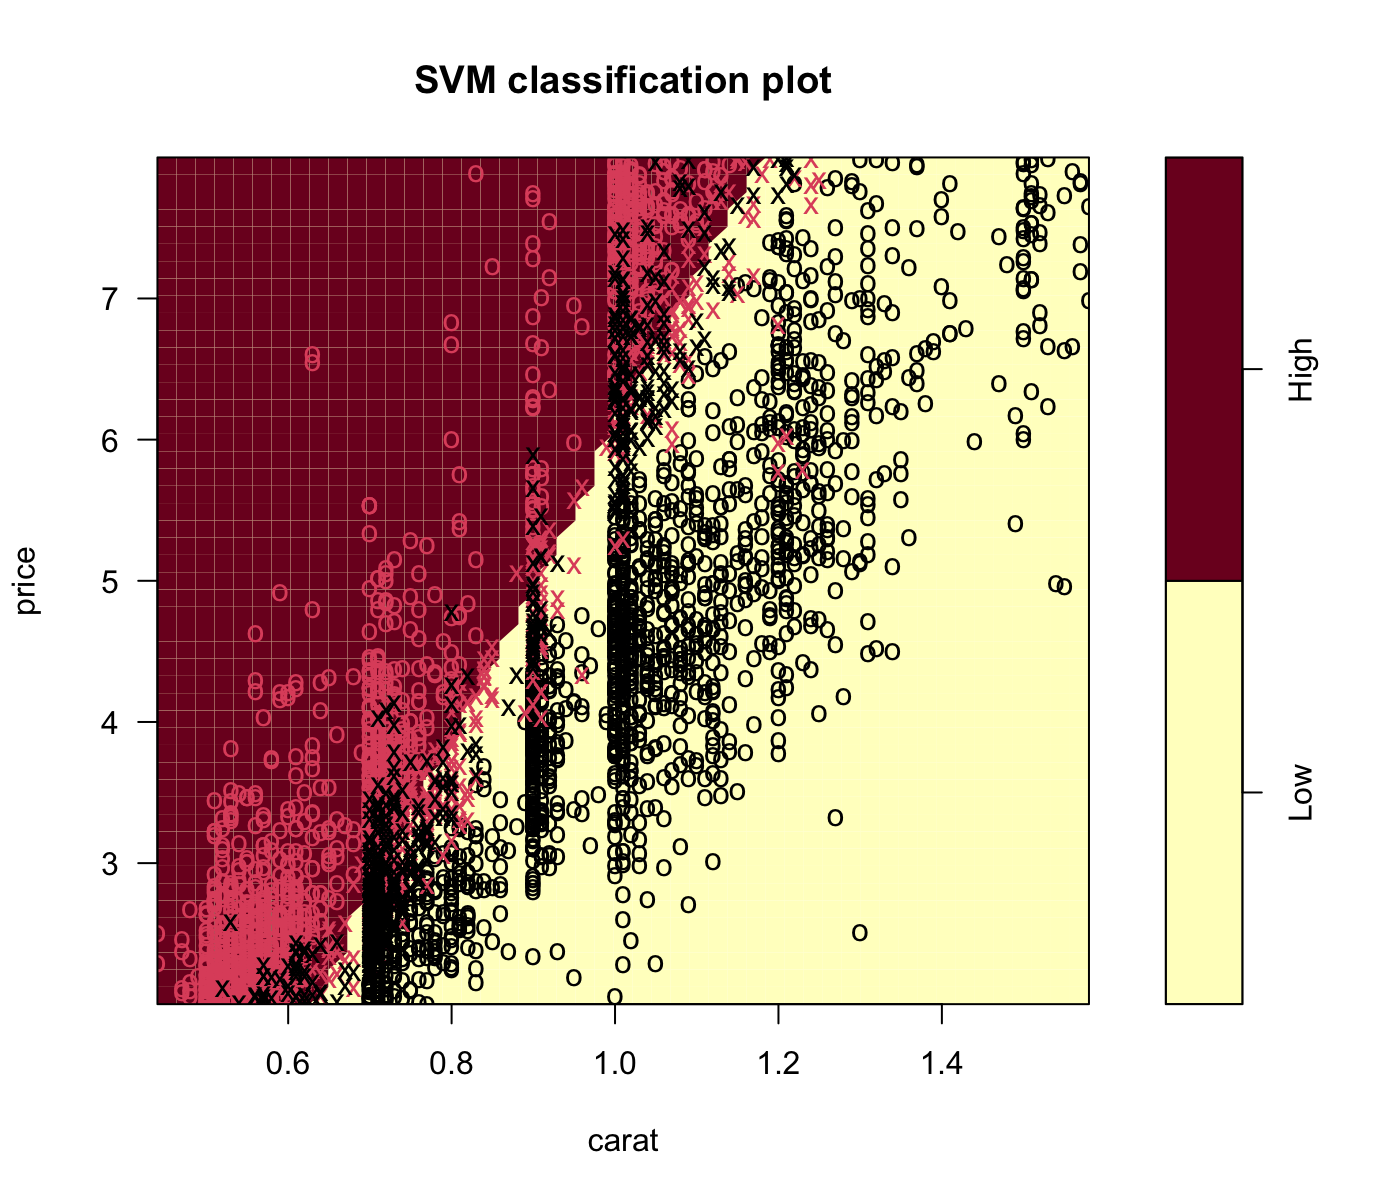 SVM classification plot
price
7
6
5
4
3
0.6 0.8 1.0 1.2 1.4
carat
High
Low